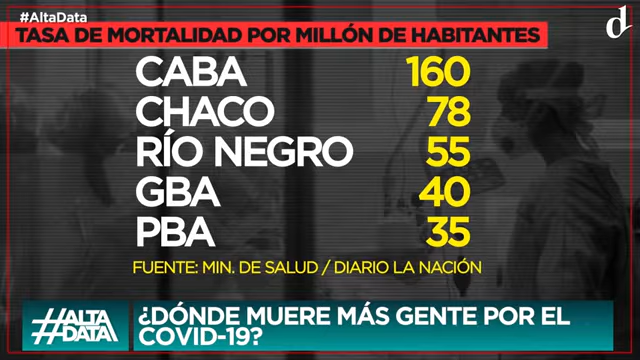 #AltaData
TASA DE MORTALIDAD POR MILLÓN DE HABITANTES
CABA 160
CHACO 78
RÍO NEGRO 55
GBA 40
PBA 35
FUENTE: MIN. DE SALUD / DIARIO LA NACIÓN
#ALTA
DATA
¿DÓNDE MUERE MÁS GENTE POR EL
COVID-19?